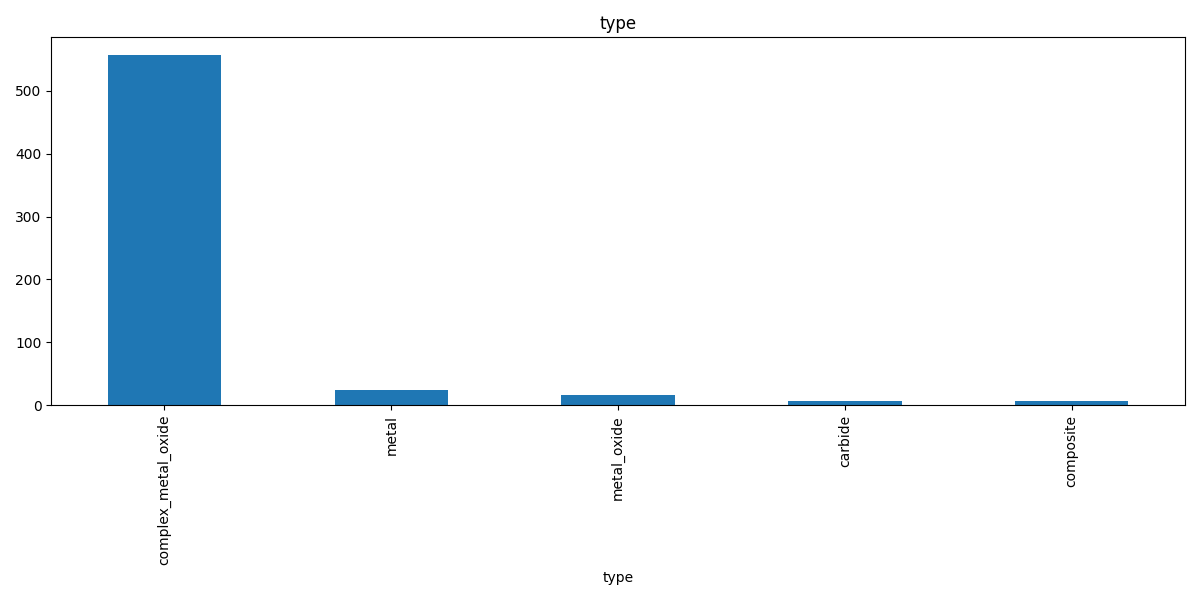 type
500
400
300
200
100
0
complex_metal_oxide
metal
metal_oxide
carbide
composite
type